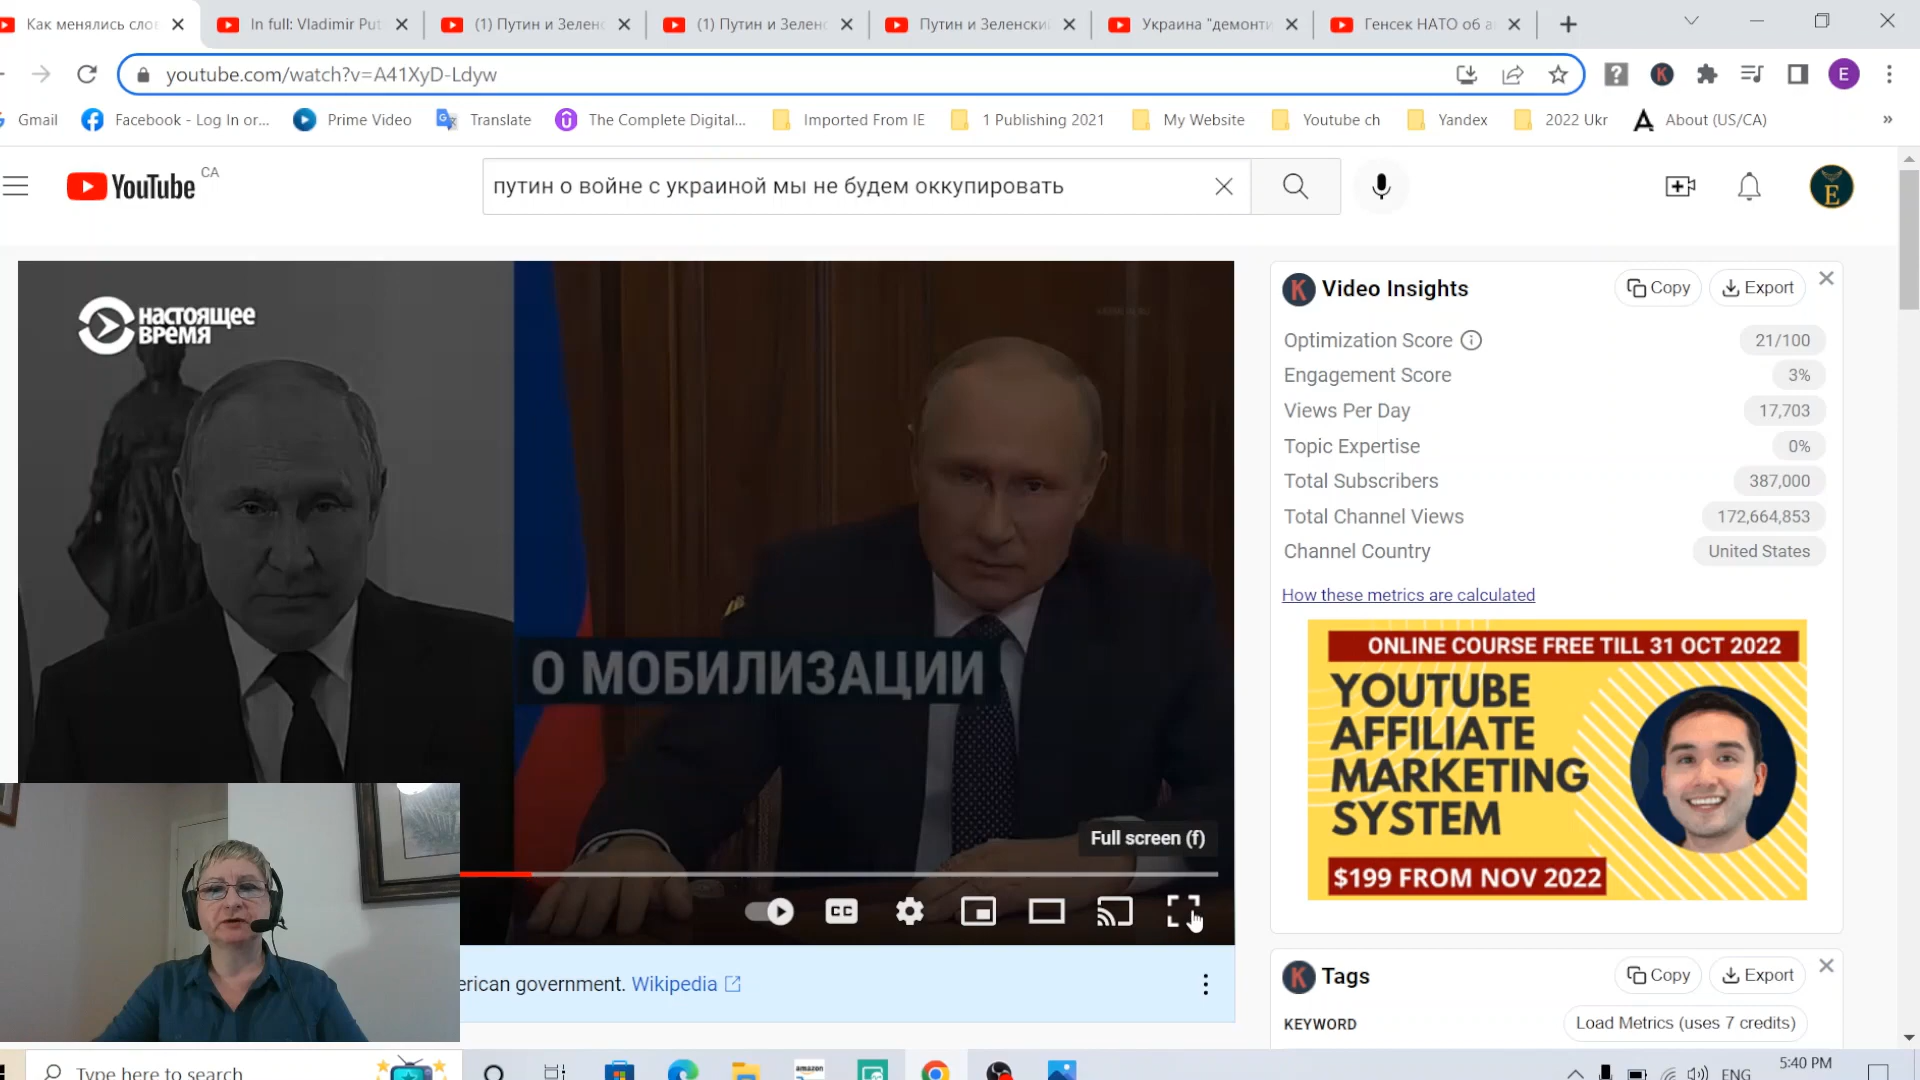 Как менялись слов
In full: Vladimir Put
(1) Путин и Зеленс
(1) Путин и Зеленс
Путин и Зеленски
Украина "демонти
Генсек НАТО об а
youtube.com/watch?v=A41XyD-Ldyw
K
E
Gmail
Facebook - Log In or...
Prime Video
Translate
The Complete Digital...
Imported From IE
1 Publishing 2021
My Website
Youtube ch
Yandex
2022 Ukr
About (US/CA)
»
YouTube CA
путин о войне с украиной мы не будем оккупировать
E
НАСТОЯЩЕЕ
ВРЕМЯ
О МОБИЛИЗАЦИИ
Full screen (f)
CC
erican government. Wikipedia
K Video Insights
Copy
Export
Optimization Score 21/100
Engagement Score 3%
Views Per Day 17,703
Topic Expertise 0%
Total Subscribers 387,000
Total Channel Views 172,664,853
Channel Country United States
How these metrics are calculated
ONLINE COURSE FREE TILL 31 OCT 2022
YOUTUBE
AFFILIATE
MARKETING
SYSTEM
$199 FROM NOV 2022
K Tags
Copy
Export
KEYWORD
Load Metrics (uses 7 credits)
Type here to search
amazon
ENG
5:40 PM